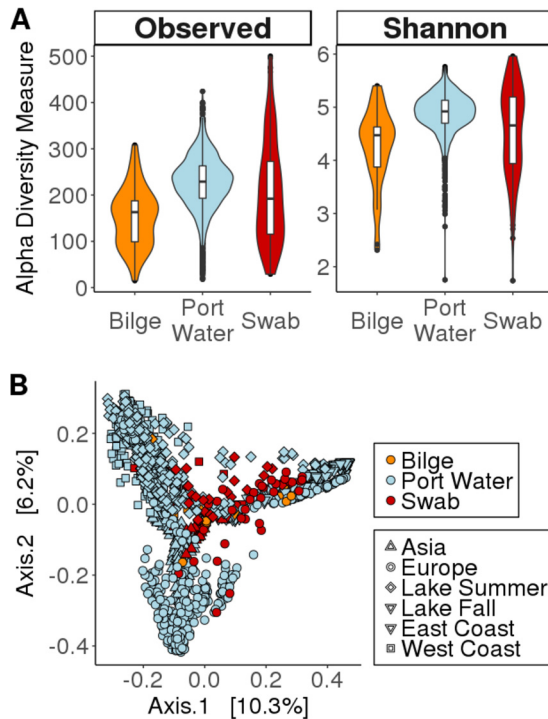 A
Observed
Shannon
Alpha Diversity Measure
500
400
300
200
100
0
6
5
4
3
2
Bilge
Port
Water
Swab
Bilge
Port
Water
Swab
B
Axis.2 [6.2%]
0.2
0.0
-0.2
-0.4
-0.2 0.0 0.2 0.4
Axis.1 [10.3%]
Bilge
Port Water
Swab
Asia
Europe
Lake Summer
Lake Fall
East Coast
West Coast